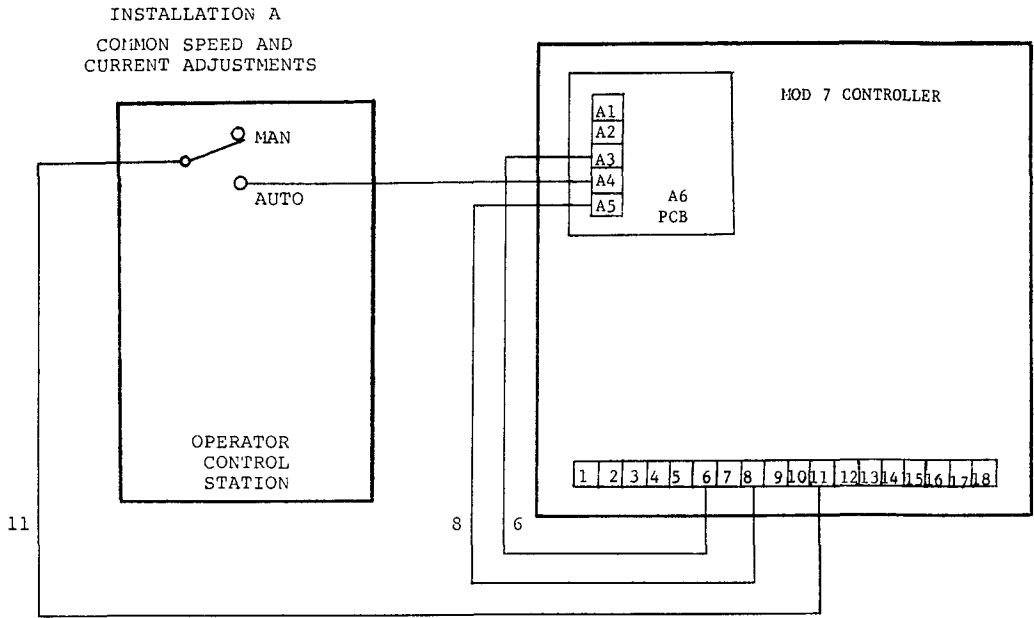 INSTALLATION A
COMMON SPEED AND
CURRENT ADJUSTMENTS
MOD 7 CONTROLLER
A1
A2
A3
A4
A5
A6
PCB
MAN
AUTO
OPERATOR
CONTROL
STATION
1 2 3 4 5 6 7 8 9 10 11 12 13 14 15 16 17 18
11
8
6